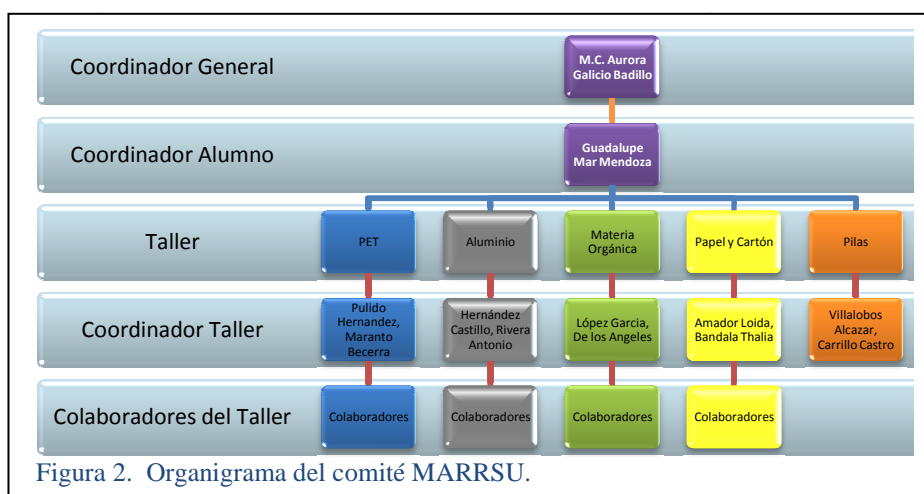 Coordinador General
M.C. Aurora
Galicio Badillo
Coordinador Alumno
Guadalupe
Mar Mendoza
Taller
PET
Aluminio
Materia
Orgánica
Papel y Cartón
Pilas
Coordinador Taller
Pulido
Hernandez,
Maranto
Becerra
Hernández
Castillo, Rivera
Antonio
López Garcia,
De los Angeles
Amador Loida,
Bandala Thalia
Villalobos
Alcazar,
Carrillo Castro
Colaboradores del Taller
Colaboradores
Colaboradores
Colaboradores
Colaboradores
Figura 2. Organigrama del comité MARRSU.